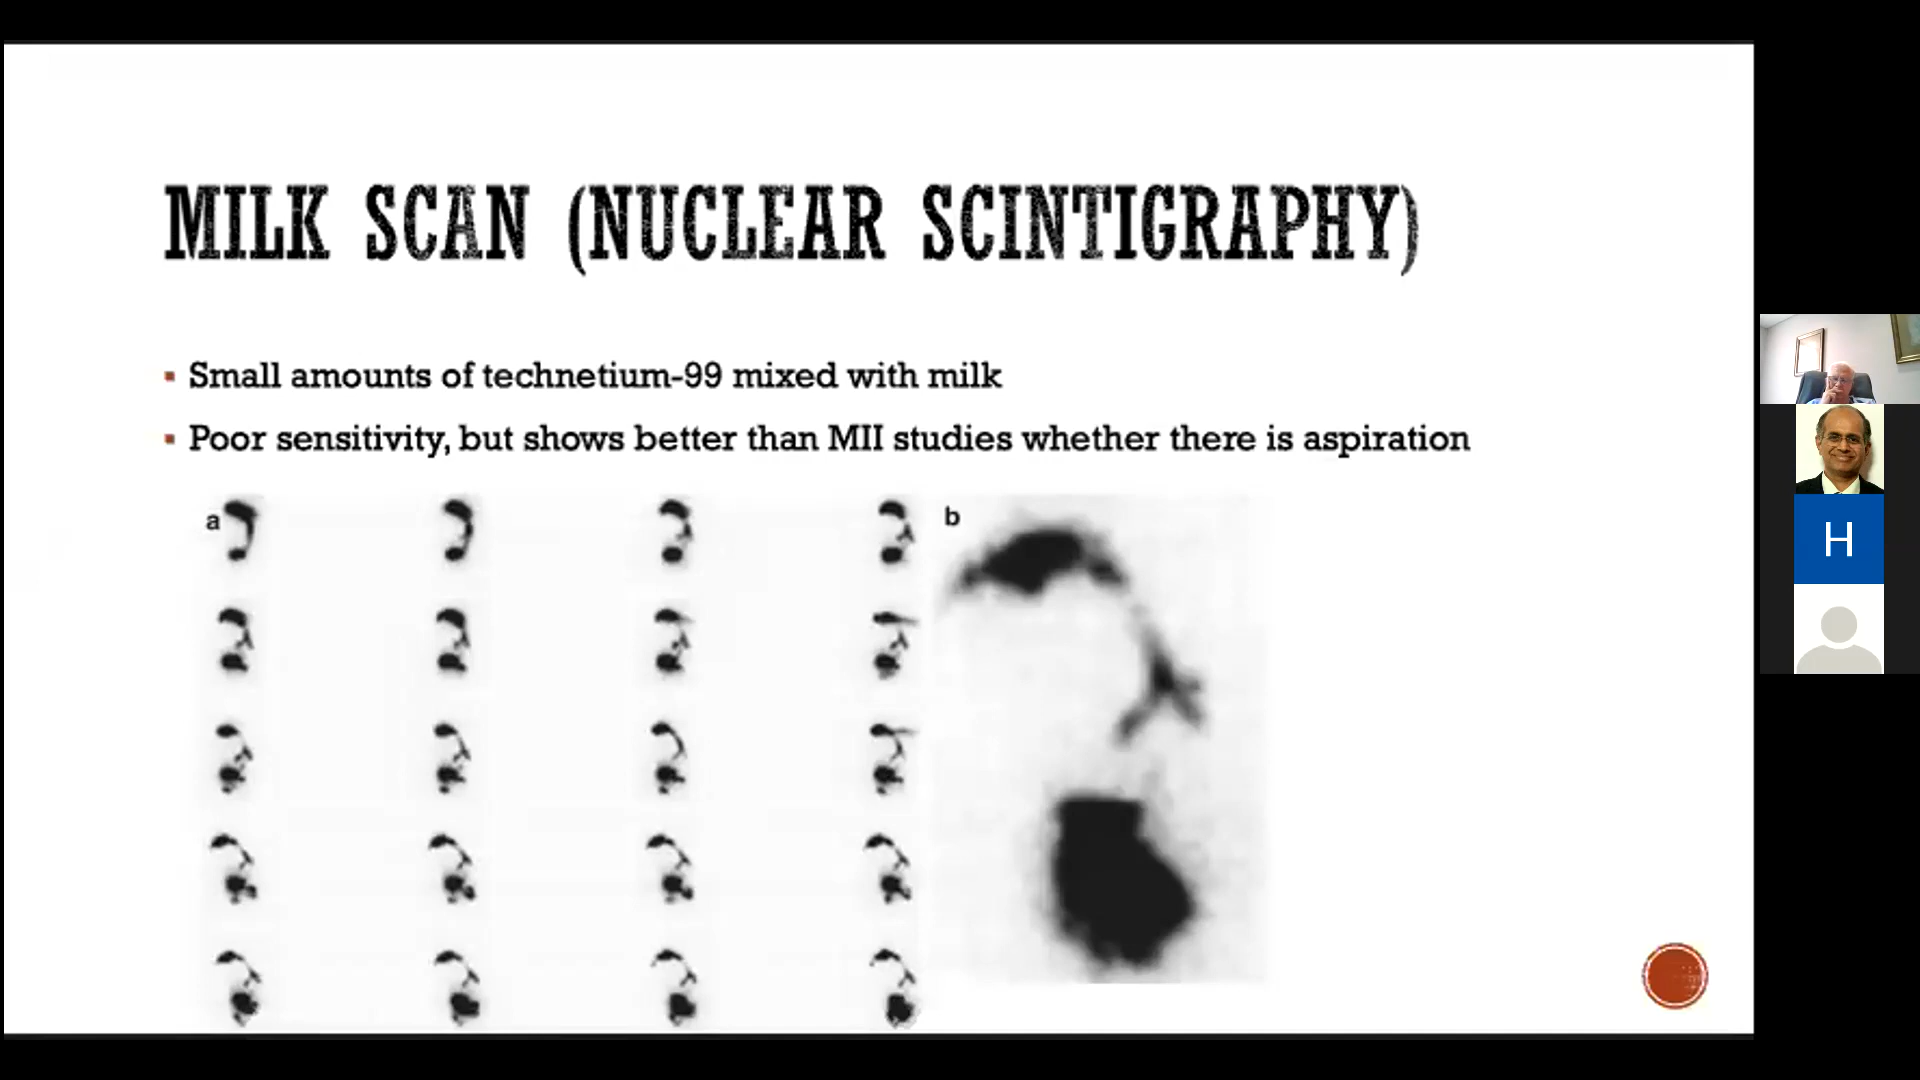 MILK SCAN (NUCLEAR SCINTIGRAPHY)
Small amounts of technetium-99 mixed with milk
Poor sensitivity, but shows better than MII studies whether there is aspiration
a
b
H